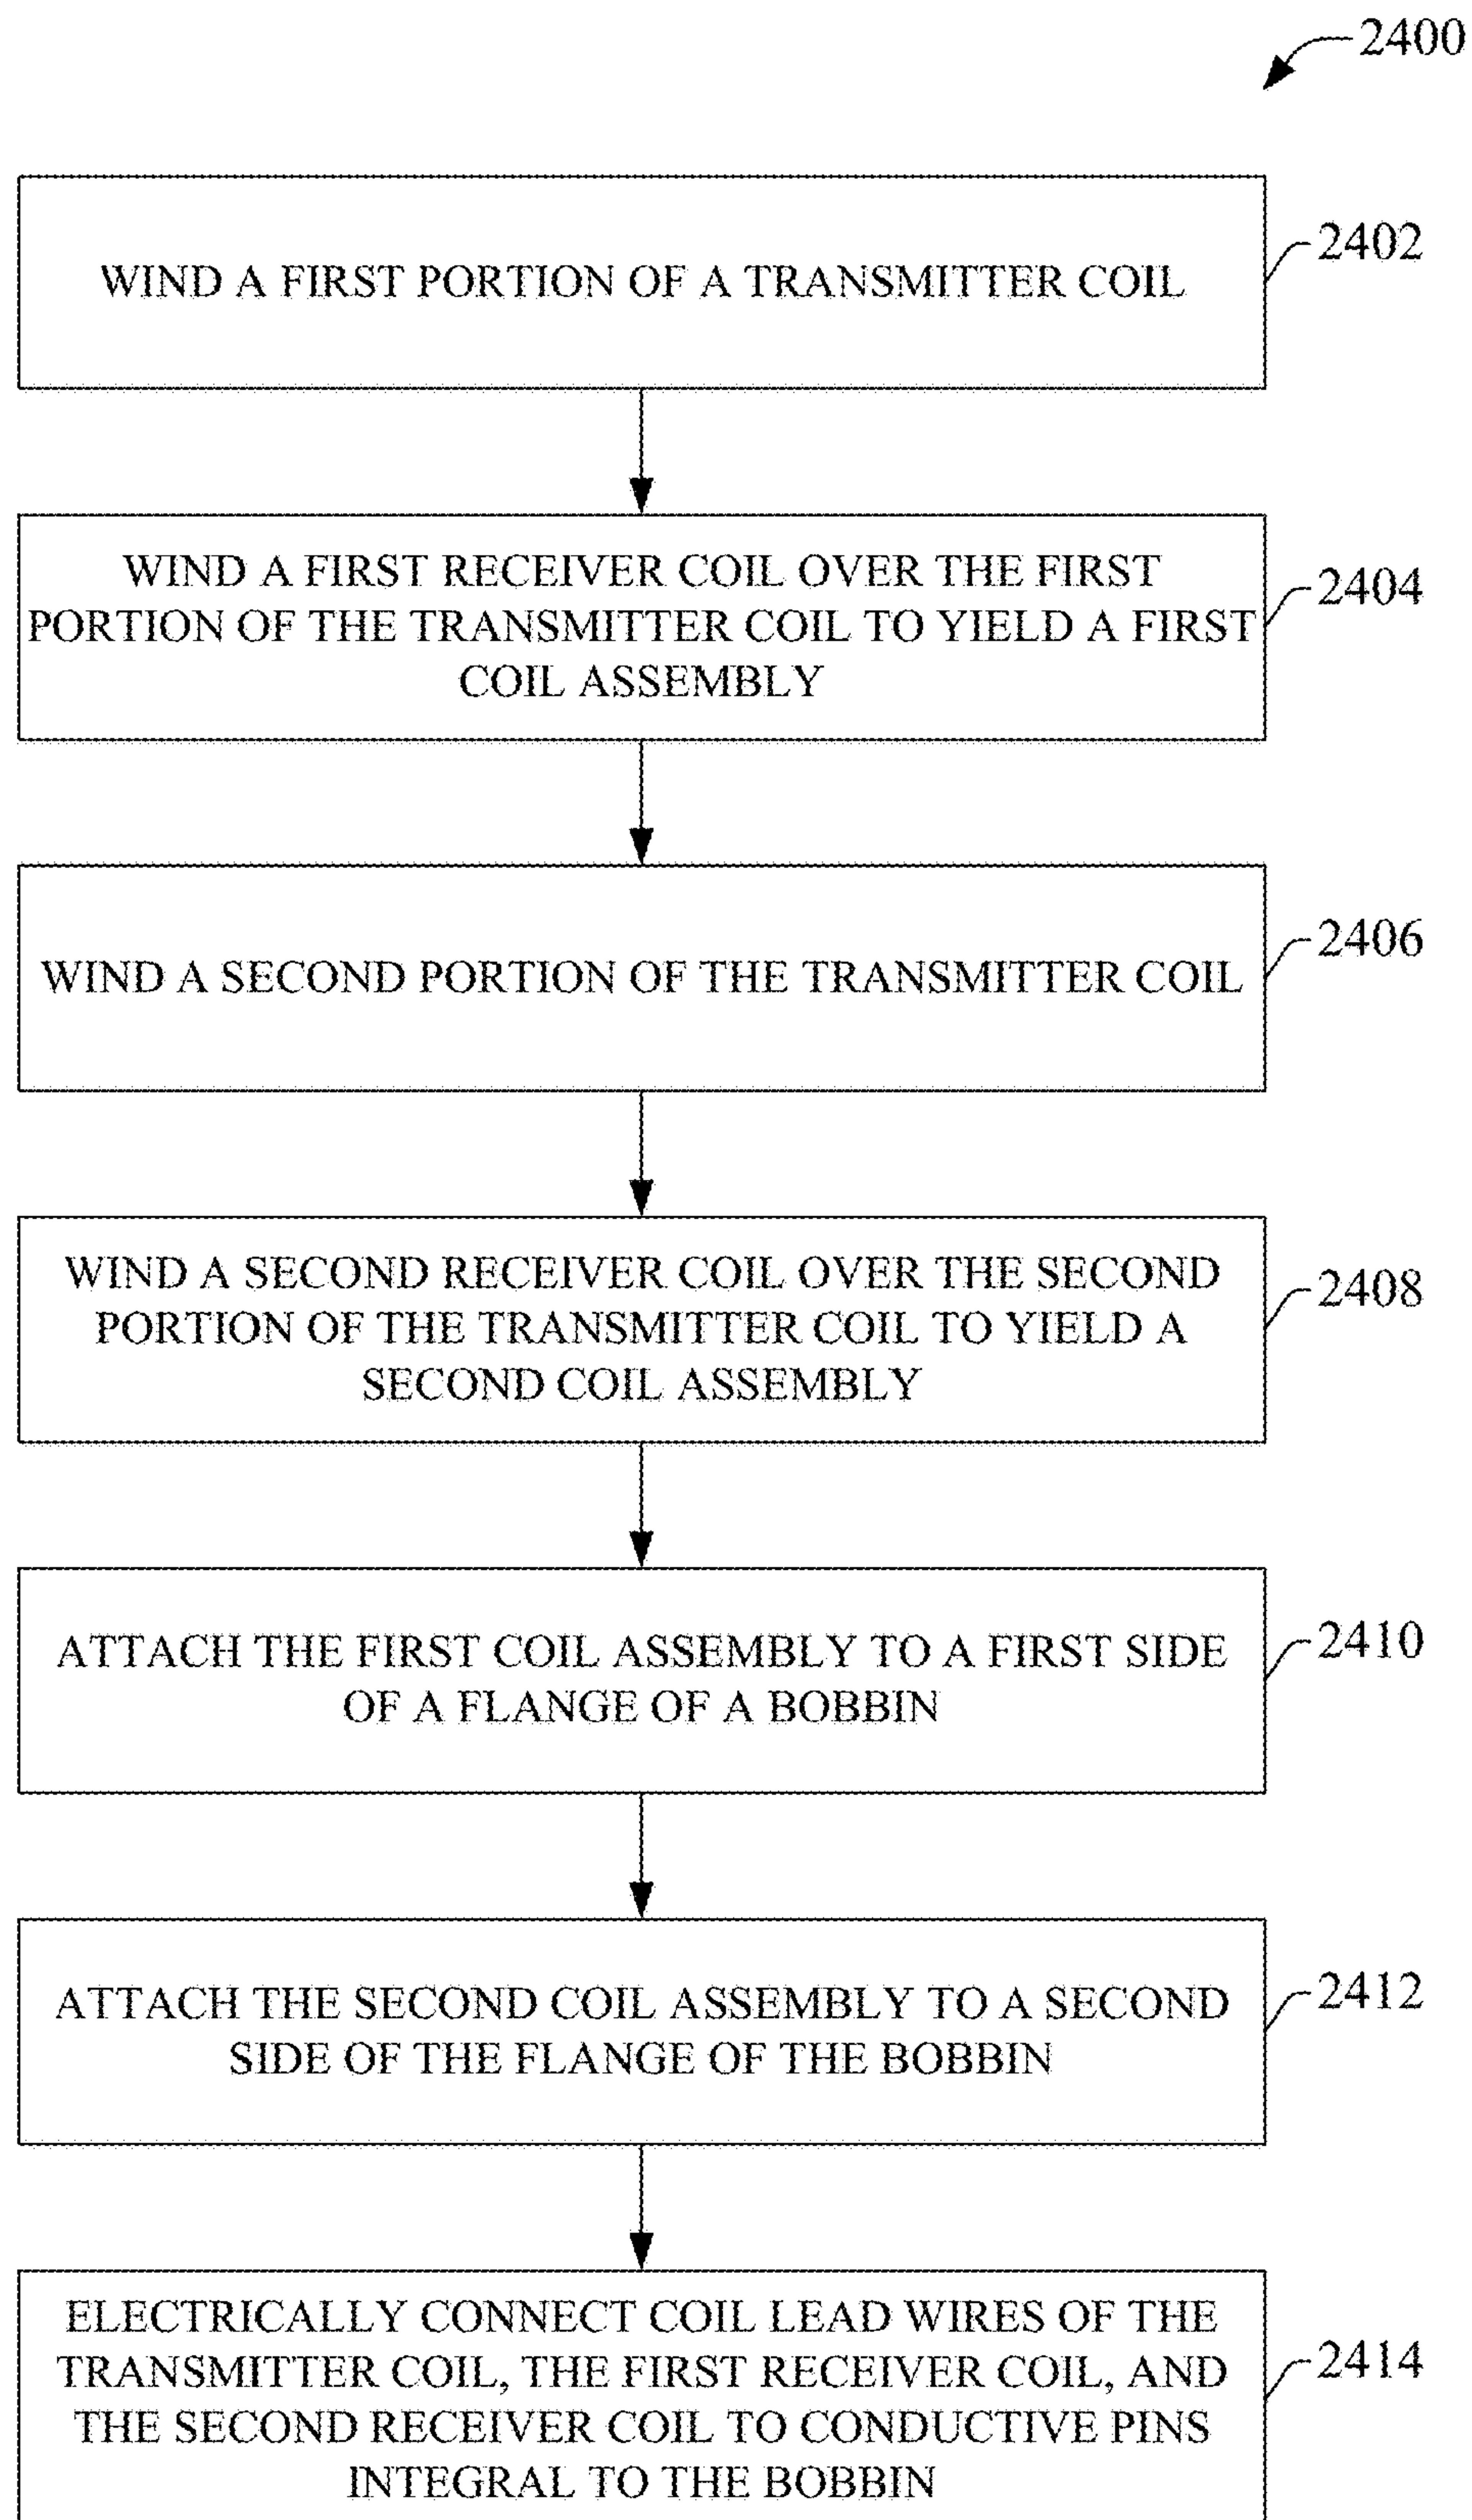 2400
WIND A FIRST PORTION OF A TRANSMITTER COIL
2402
WIND A FIRST RECEIVER COIL OVER THE FIRST
PORTION OF THE TRANSMITTER COIL TO YIELD A FIRST
COIL ASSEMBLY
2404
WIND A SECOND PORTION OF THE TRANSMITTER COIL
2406
WIND A SECOND RECEIVER COIL OVER THE SECOND
PORTION OF THE TRANSMITTER COIL TO YIELD A
SECOND COIL ASSEMBLY
2408
ATTACH THE FIRST COIL ASSEMBLY TO A FIRST SIDE
OF A FLANGE OF A BOBBIN
2410
ATTACH THE SECOND COIL ASSEMBLY TO A SECOND
SIDE OF THE FLANGE OF THE BOBBIN
2412
ELECTRICALLY CONNECT COIL LEAD WIRES OF THE
TRANSMITTER COIL, THE FIRST RECEIVER COIL, AND
THE SECOND RECEIVER COIL TO CONDUCTIVE PINS
INTEGRAL TO THE BOBBIN
2414